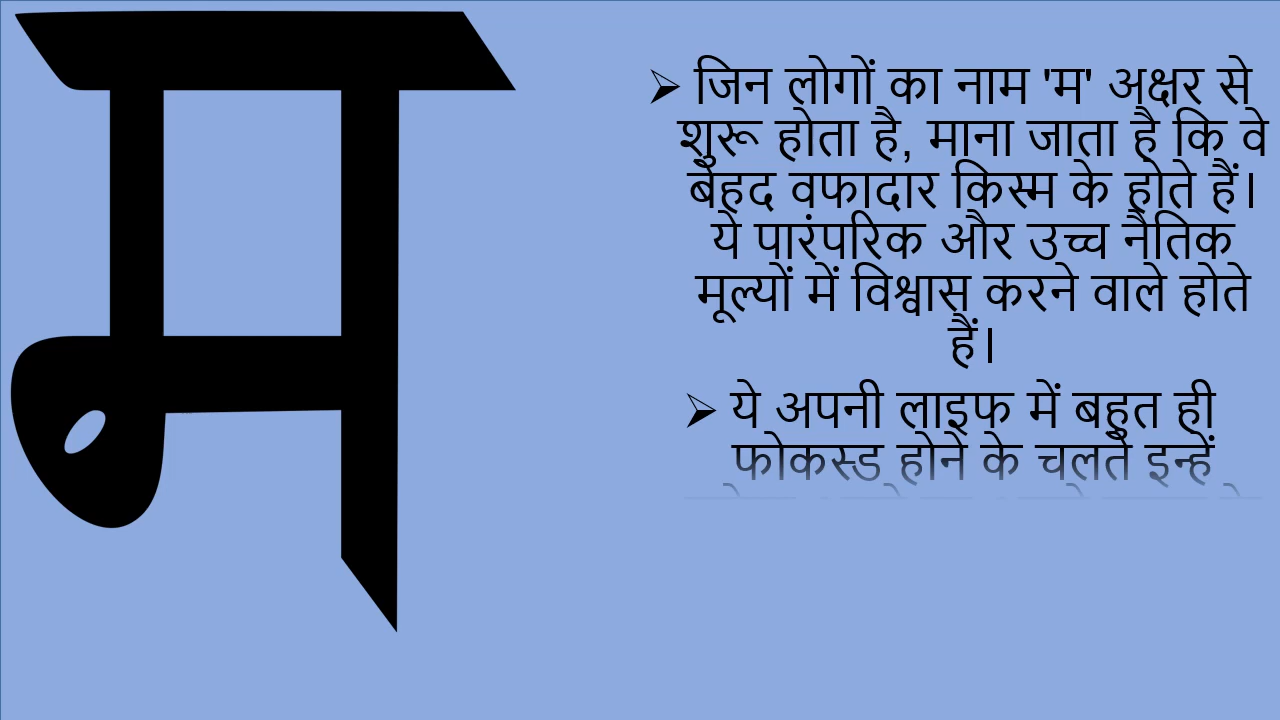 म
➢ जिन लोगों का नाम 'म' अक्षर से
शुरू होता है, माना जाता है कि वे
बेहद वफादार किस्म के होते हैं।
ये पारंपरिक और उच्च नैतिक
मूल्यों में विश्वास करने वाले होते
हैं।
➢ ये अपनी लाइफ में बहुत ही
फोकस्ड होने के चलते इन्हें